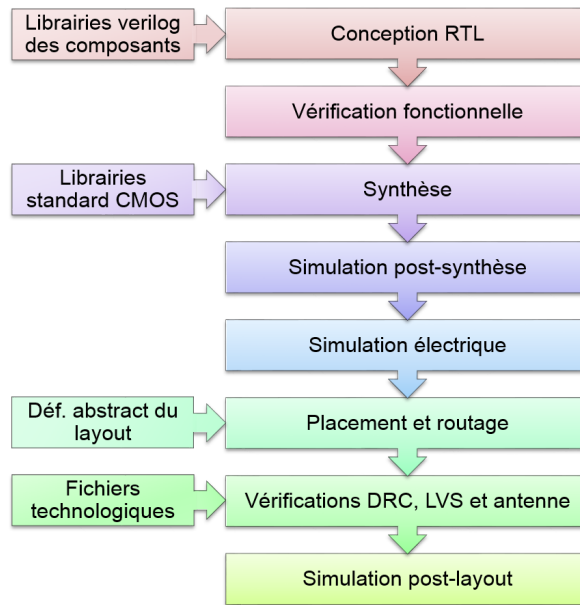 Librairies verilog
des composants
Conception RTL
Vérification fonctionnelle
Librairies
standard CMOS
Synthèse
Simulation post-synthèse
Simulation électrique
Déf. abstract du
layout
Placement et routage
Fichiers
technologiques
Vérifications DRC, LVS et antenne
Simulation post-layout